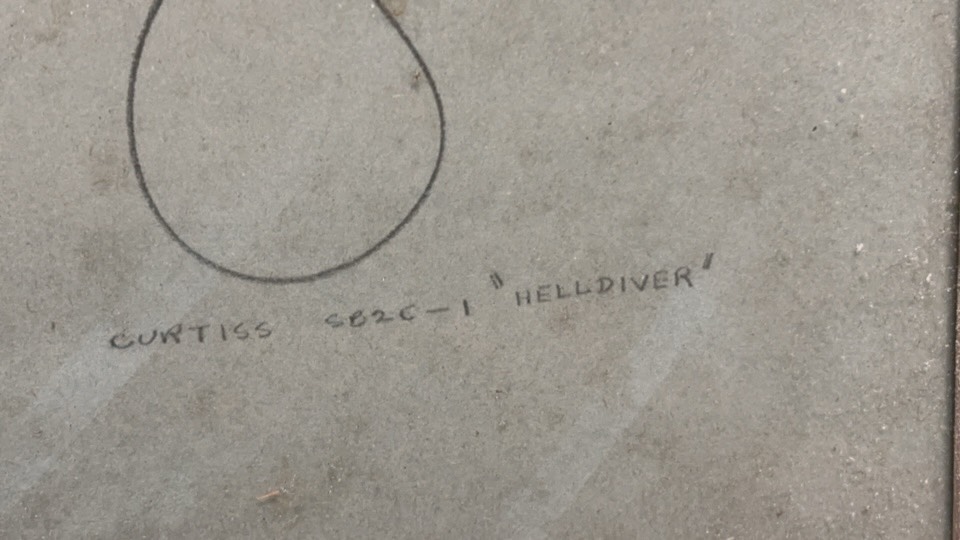 CURTISS SB2C-1 "HELLDIVER"